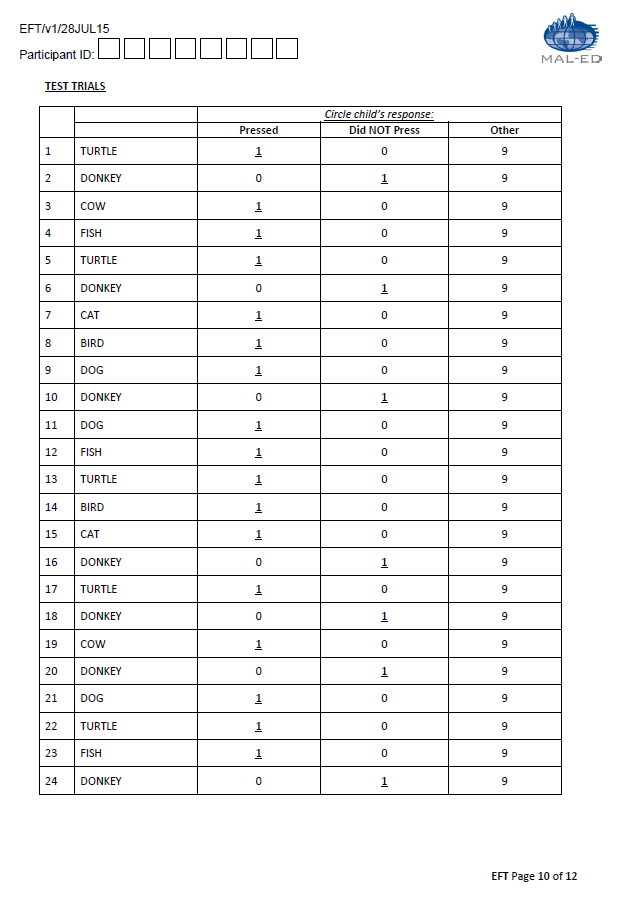 EFT/v1/28JUL15
Participant ID:
MAL-ED
TEST TRIALS
Circle child's response:
Pressed Did NOT Press Other
1 TURTLE 1 0 9
2 DONKEY 0 1 9
3 COW 1 0 9
4 FISH 1 0 9
5 TURTLE 1 0 9
6 DONKEY 0 1 9
7 CAT 1 0 9
8 BIRD 1 0 9
9 DOG 1 0 9
10 DONKEY 0 1 9
11 DOG 1 0 9
12 FISH 1 0 9
13 TURTLE 1 0 9
14 BIRD 1 0 9
15 CAT 1 0 9
16 DONKEY 0 1 9
17 TURTLE 1 0 9
18 DONKEY 0 1 9
19 COW 1 0 9
20 DONKEY 0 1 9
21 DOG 1 0 9
22 TURTLE 1 0 9
23 FISH 1 0 9
24 DONKEY 0 1 9
EFT Page 10 of 12